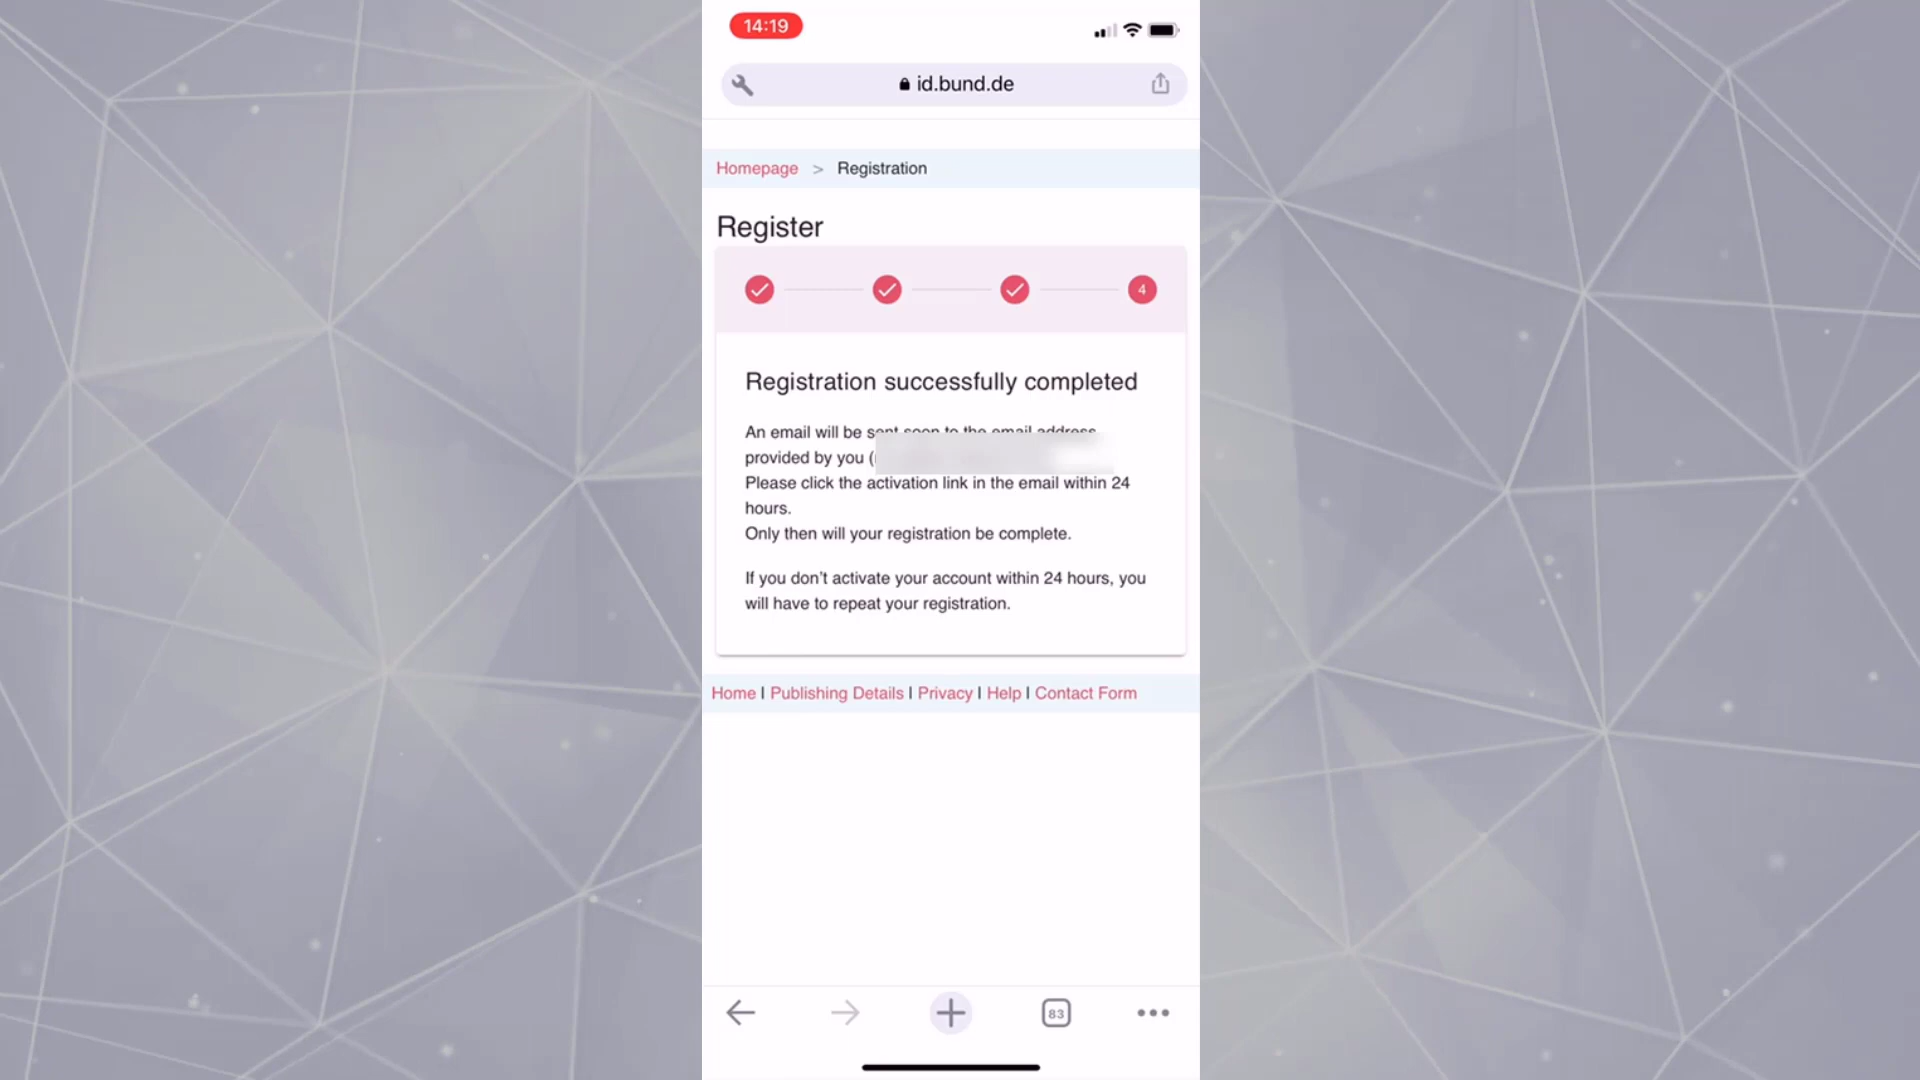 14:19
id.bund.de
Homepage > Registration
Register
4
Registration successfully completed
An email will be sent soon to the email address
provided by you (
Please click the activation link in the email within 24
hours.
Only then will your registration be complete.
If you don't activate your account within 24 hours, you
will have to repeat your registration.
Home | Publishing Details | Privacy | Help | Contact Form
83